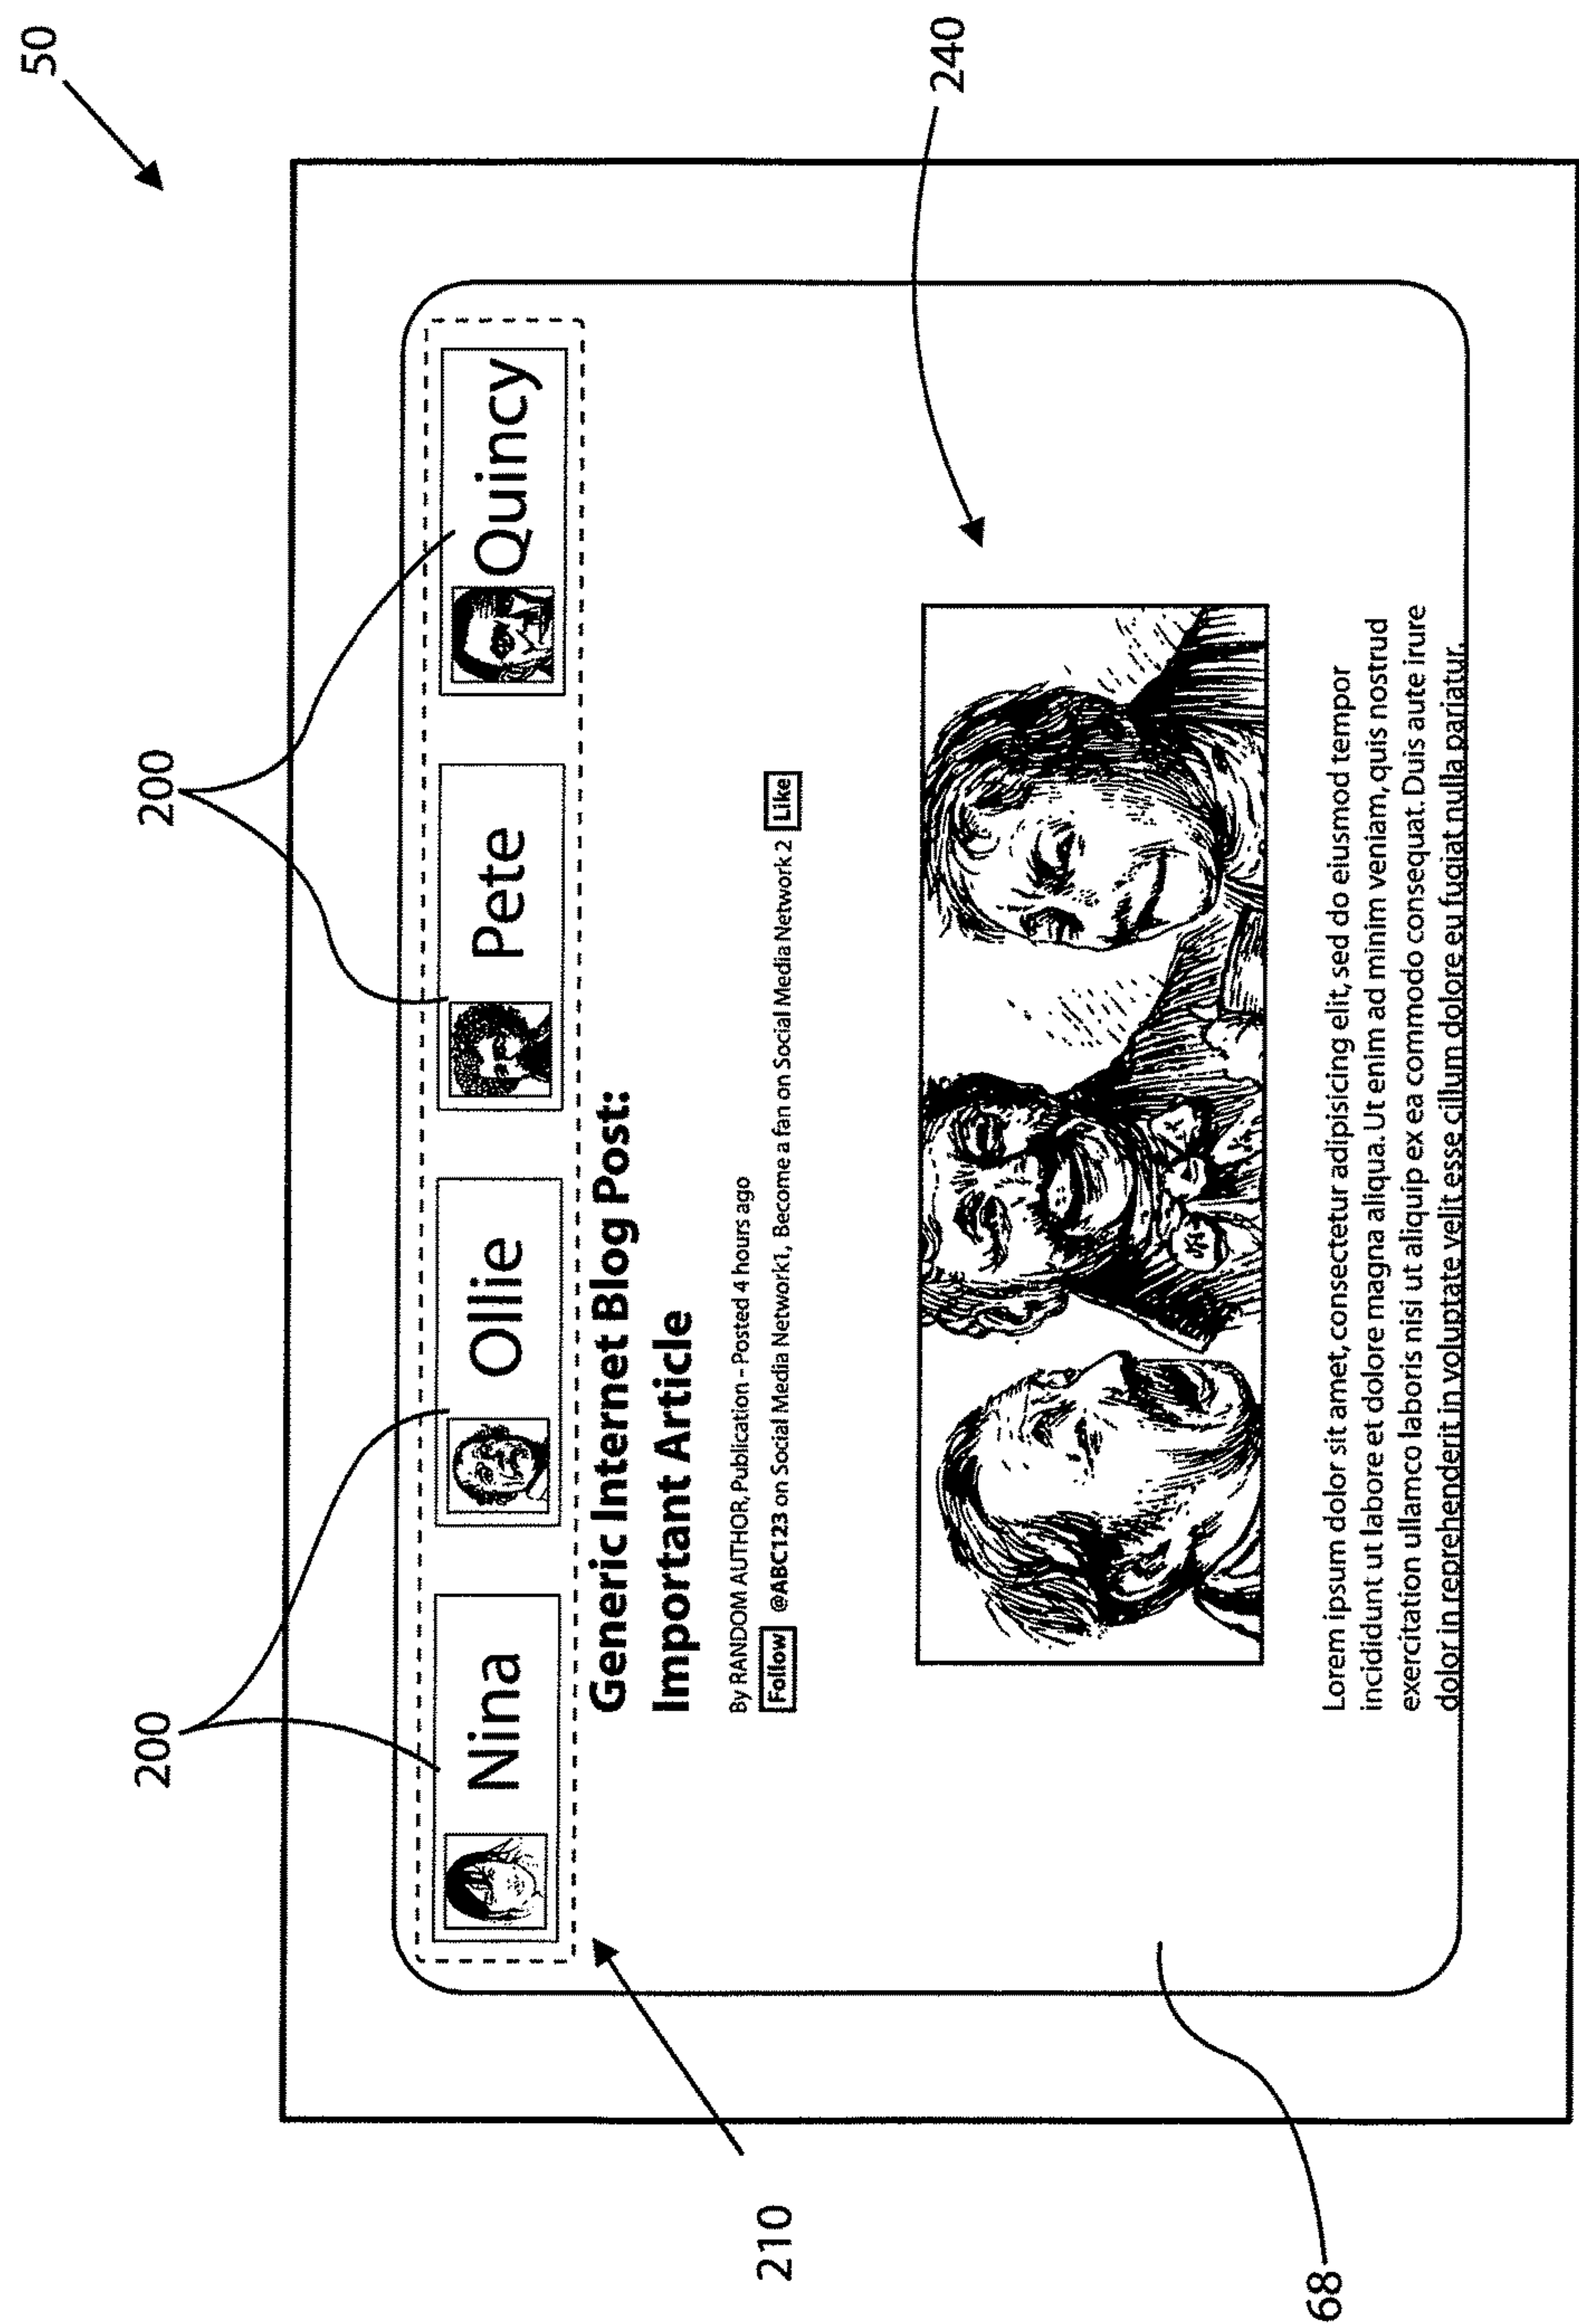 50
200
200
Nina
Ollie
Pete
Quincy
210
Generic Internet Blog Post:
Important Article
By RANDOM AUTHOR, Publication – Posted 4 hours ago
Follow @ABC123 on Social Media Network1, Become a fan on Social Media Network 2 Like
240
Lorem ipsum dolor sit amet, consectetur adipisicing elit, sed do eiusmod tempor
incididunt ut labore et dolore magna aliqua. Ut enim ad minim veniam, quis nostrud
exercitation ullamco laboris nisi ut aliquip ex ea commodo consequat. Duis aute irure
dolor in reprehenderit in voluptate velit esse cillum dolore eu fugiat nulla pariatur.
68